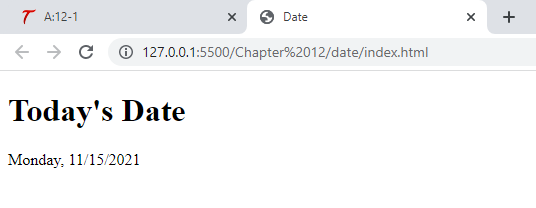 A:12-1
Date
127.0.0.1:5500/Chapter%2012/date/index.html
Today's Date
Monday, 11/15/2021